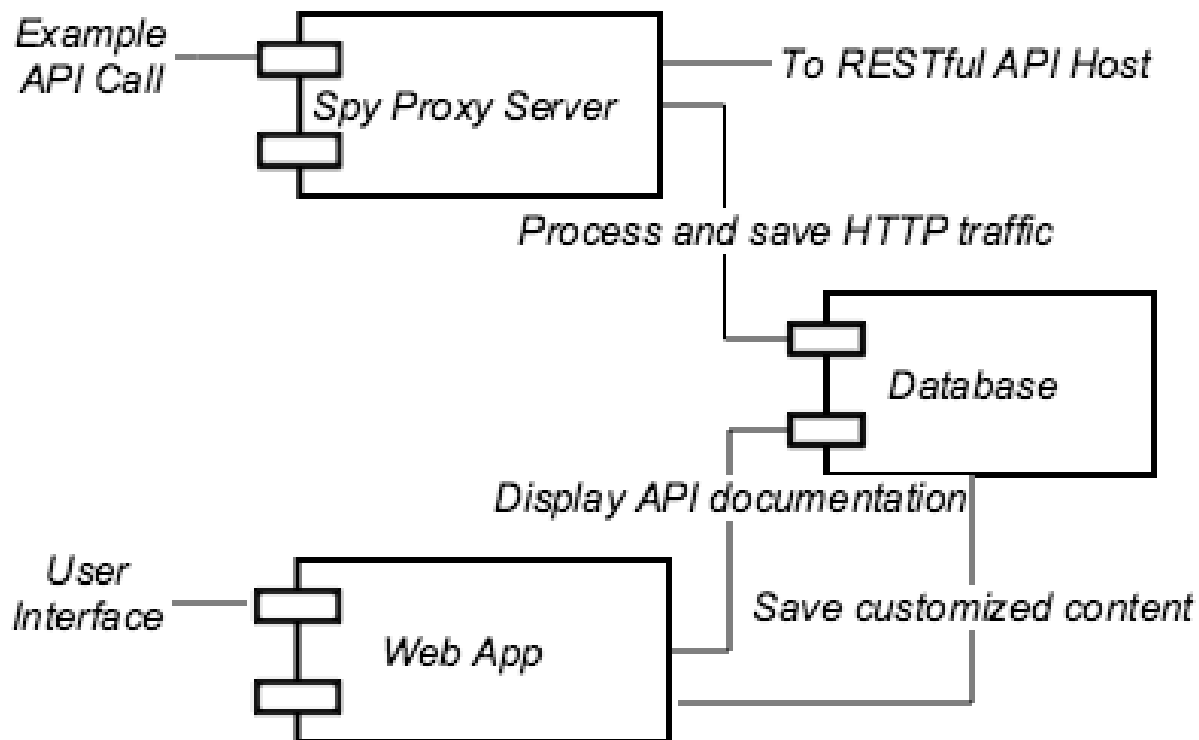 Example
API Call
Spy Proxy Server
To RESTful API Host
Process and save HTTP traffic
Database
Display API documentation
User
Interface
Save customized content
Web App